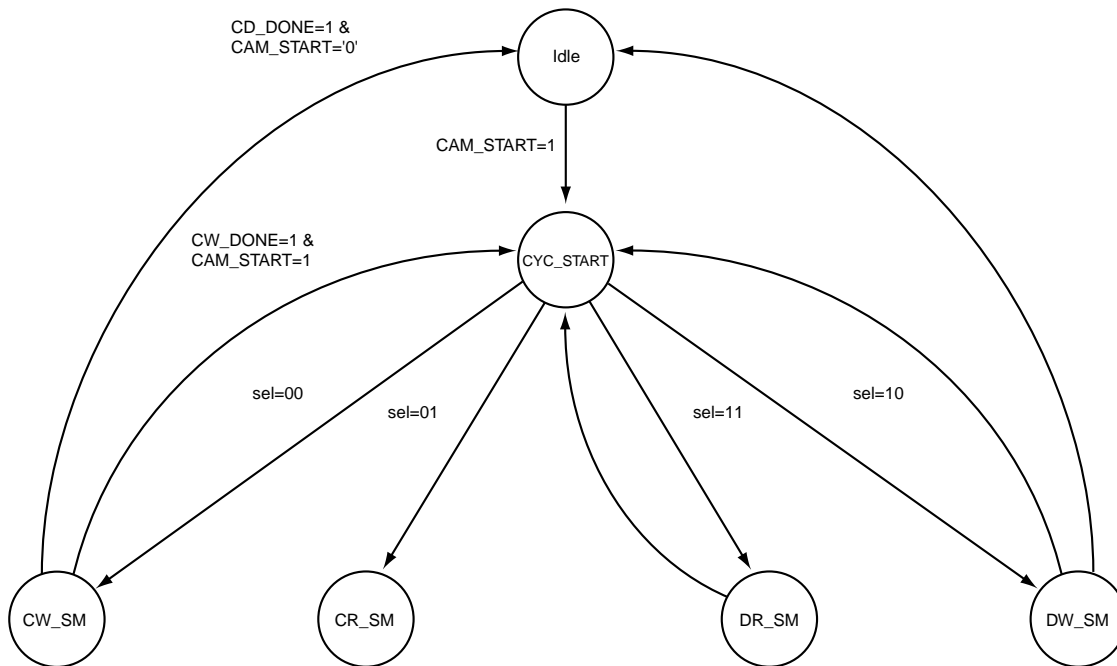 CD_DONE=1 &
CAM_START='0'
Idle
CAM_START=1
CW_DONE=1 &
CAM_START=1
CYC_START
sel=00
sel=01
sel=11
sel=10
CW_SM
CR_SM
DR_SM
DW_SM